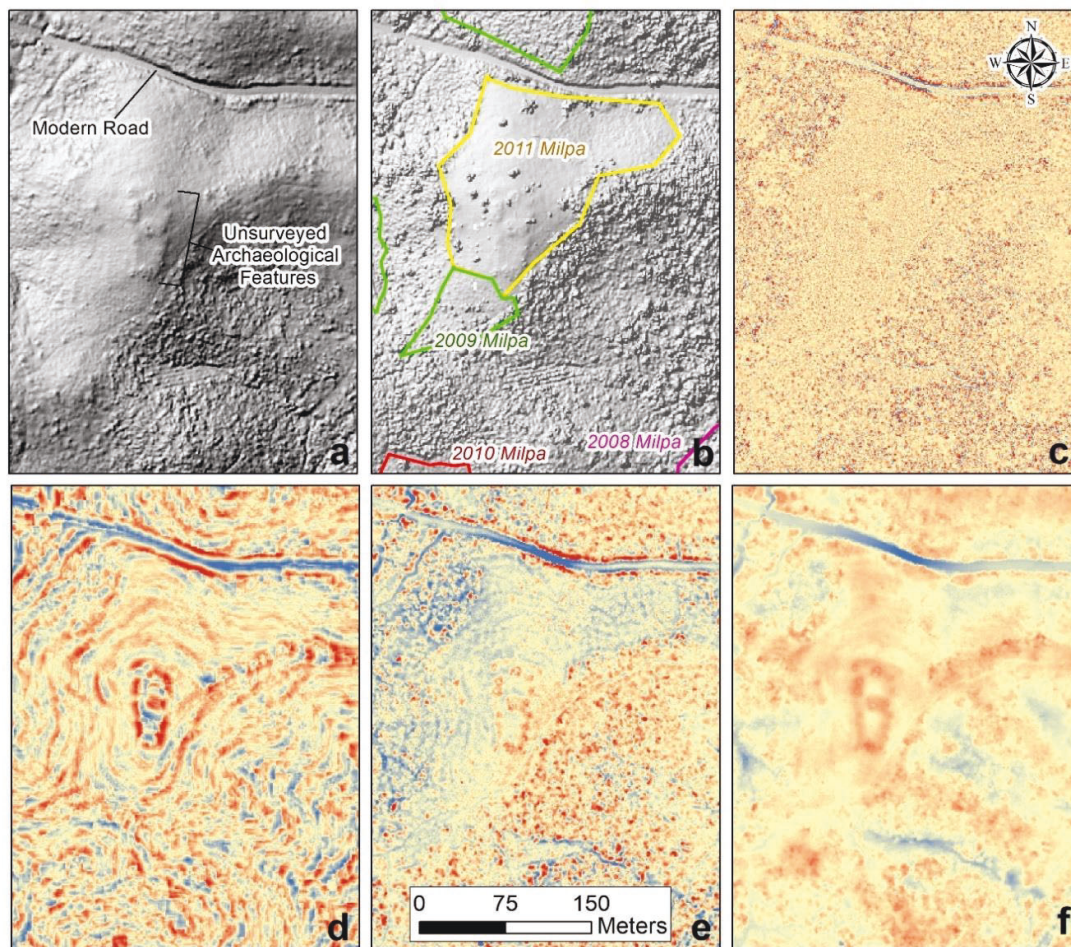 Modern Road
Unsurveyed
Archaeological
Features
a
2011 Milpa
2009 Milpa
2010 Milpa
2008 Milpa
b
N
W
E
S
c
d
0 75 150
Meters
e
f